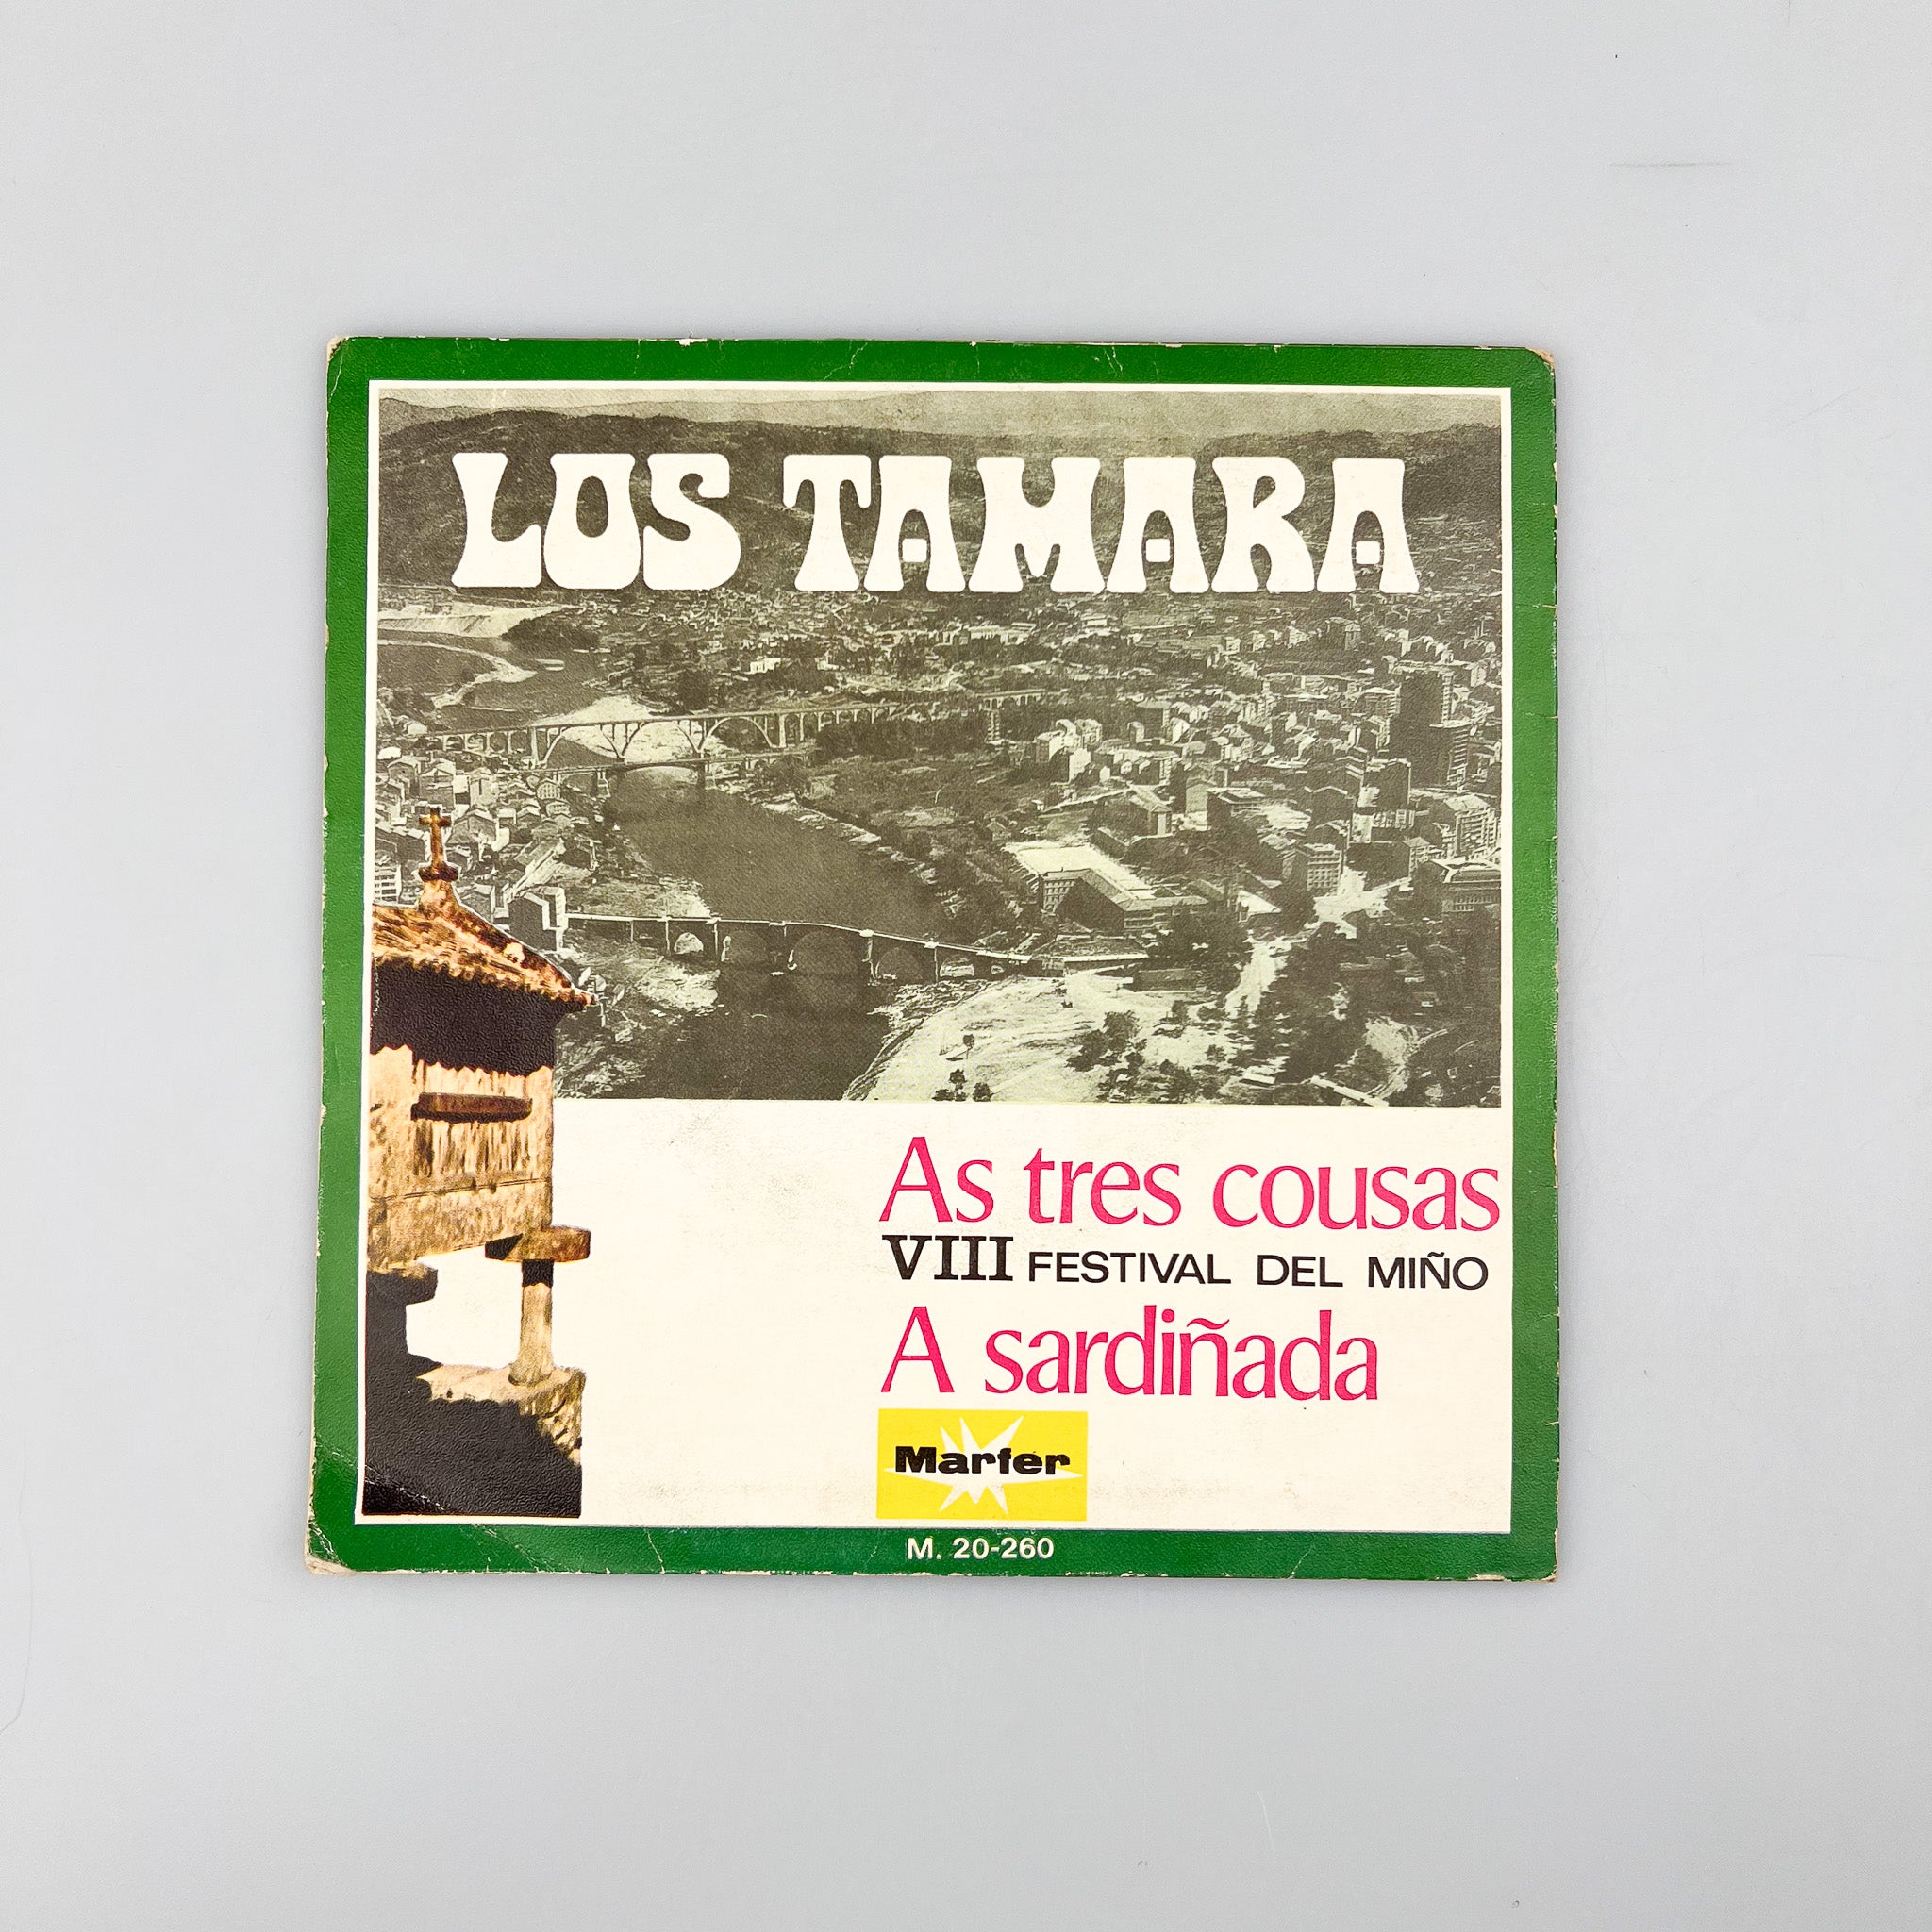 LOS TAMARA
As tres cousas
VIII FESTIVAL DEL MIÑO
A sardiñada
Marfer
M. 20-260